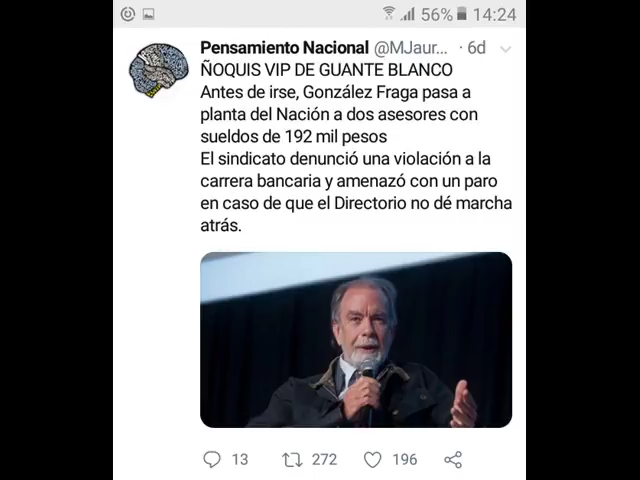 56% 14:24
Pensamiento Nacional @MJaur... · 6d
ÑOQUIS VIP DE GUANTE BLANCO
Antes de irse, González Fraga pasa a
planta del Nación a dos asesores con
sueldos de 192 mil pesos
El sindicato denunció una violación a la
carrera bancaria y amenazó con un paro
en caso de que el Directorio no dé marcha
atrás.
13 272 196